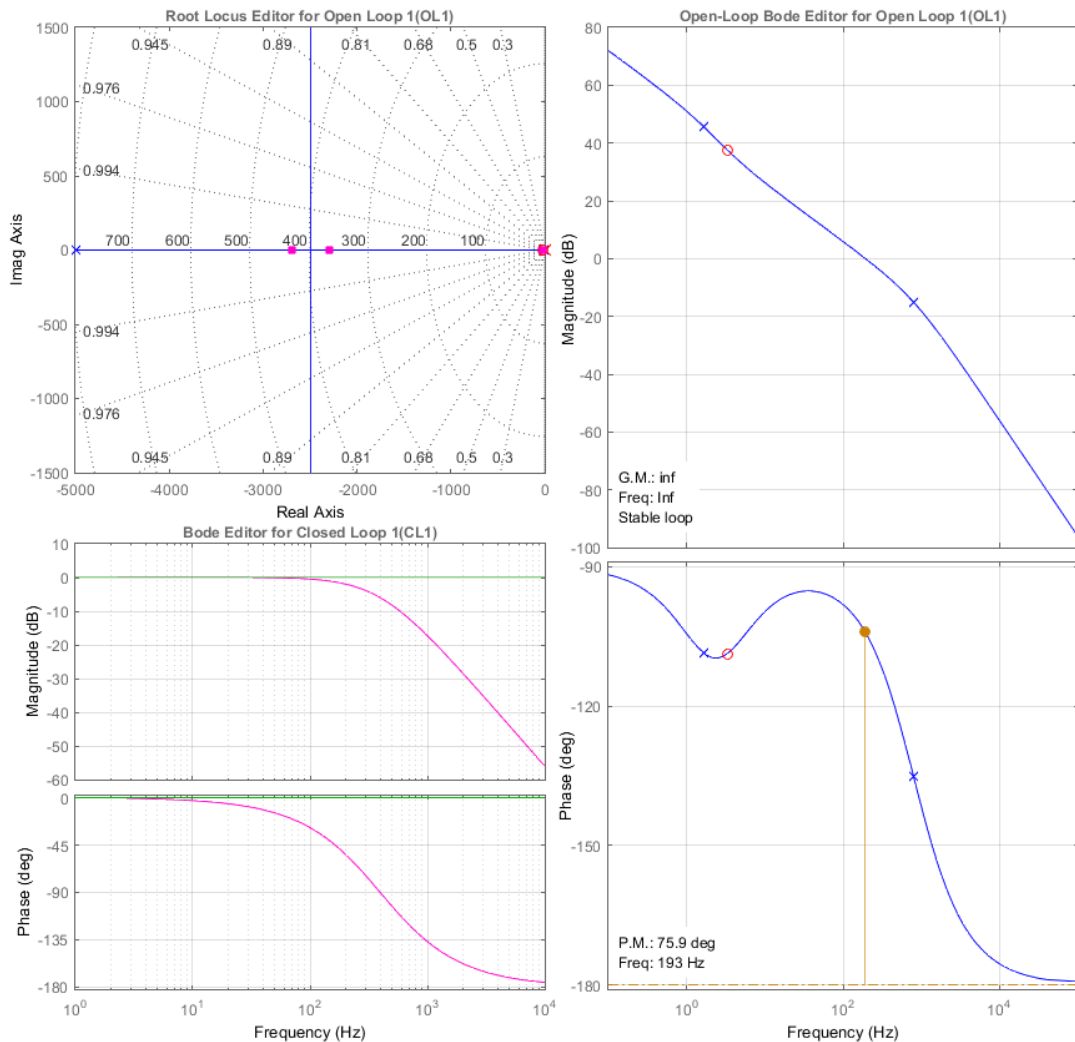 Root Locus Editor for Open Loop 1(OL1)
1500
1000
500
0
-500
-1000
-1500
Imag Axis
0.945 0.89 0.81 0.68 0.5 0.3
0.976
0.994
700 600 500 400 300 200 100
0.994
0.976
0.945 0.89 0.81 0.68 0.5 0.3
-5000 -4000 -3000 -2000 -1000 0
Real Axis
Bode Editor for Closed Loop 1(CL1)
10
0
-10
-20
-30
-40
-50
-60
Magnitude (dB)
0
-45
-90
-135
-180
Phase (deg)
10^0 10^1 10^2 10^3 10^4
Frequency (Hz)
Open-Loop Bode Editor for Open Loop 1(OL1)
80
60
40
20
0
-20
-40
-60
-80
-100
Magnitude (dB)
G.M.: inf
Freq: Inf
Stable loop
-90
-120
-150
-180
Phase (deg)
P.M.: 75.9 deg
Freq: 193 Hz
10^0 10^2 10^4
Frequency (Hz)